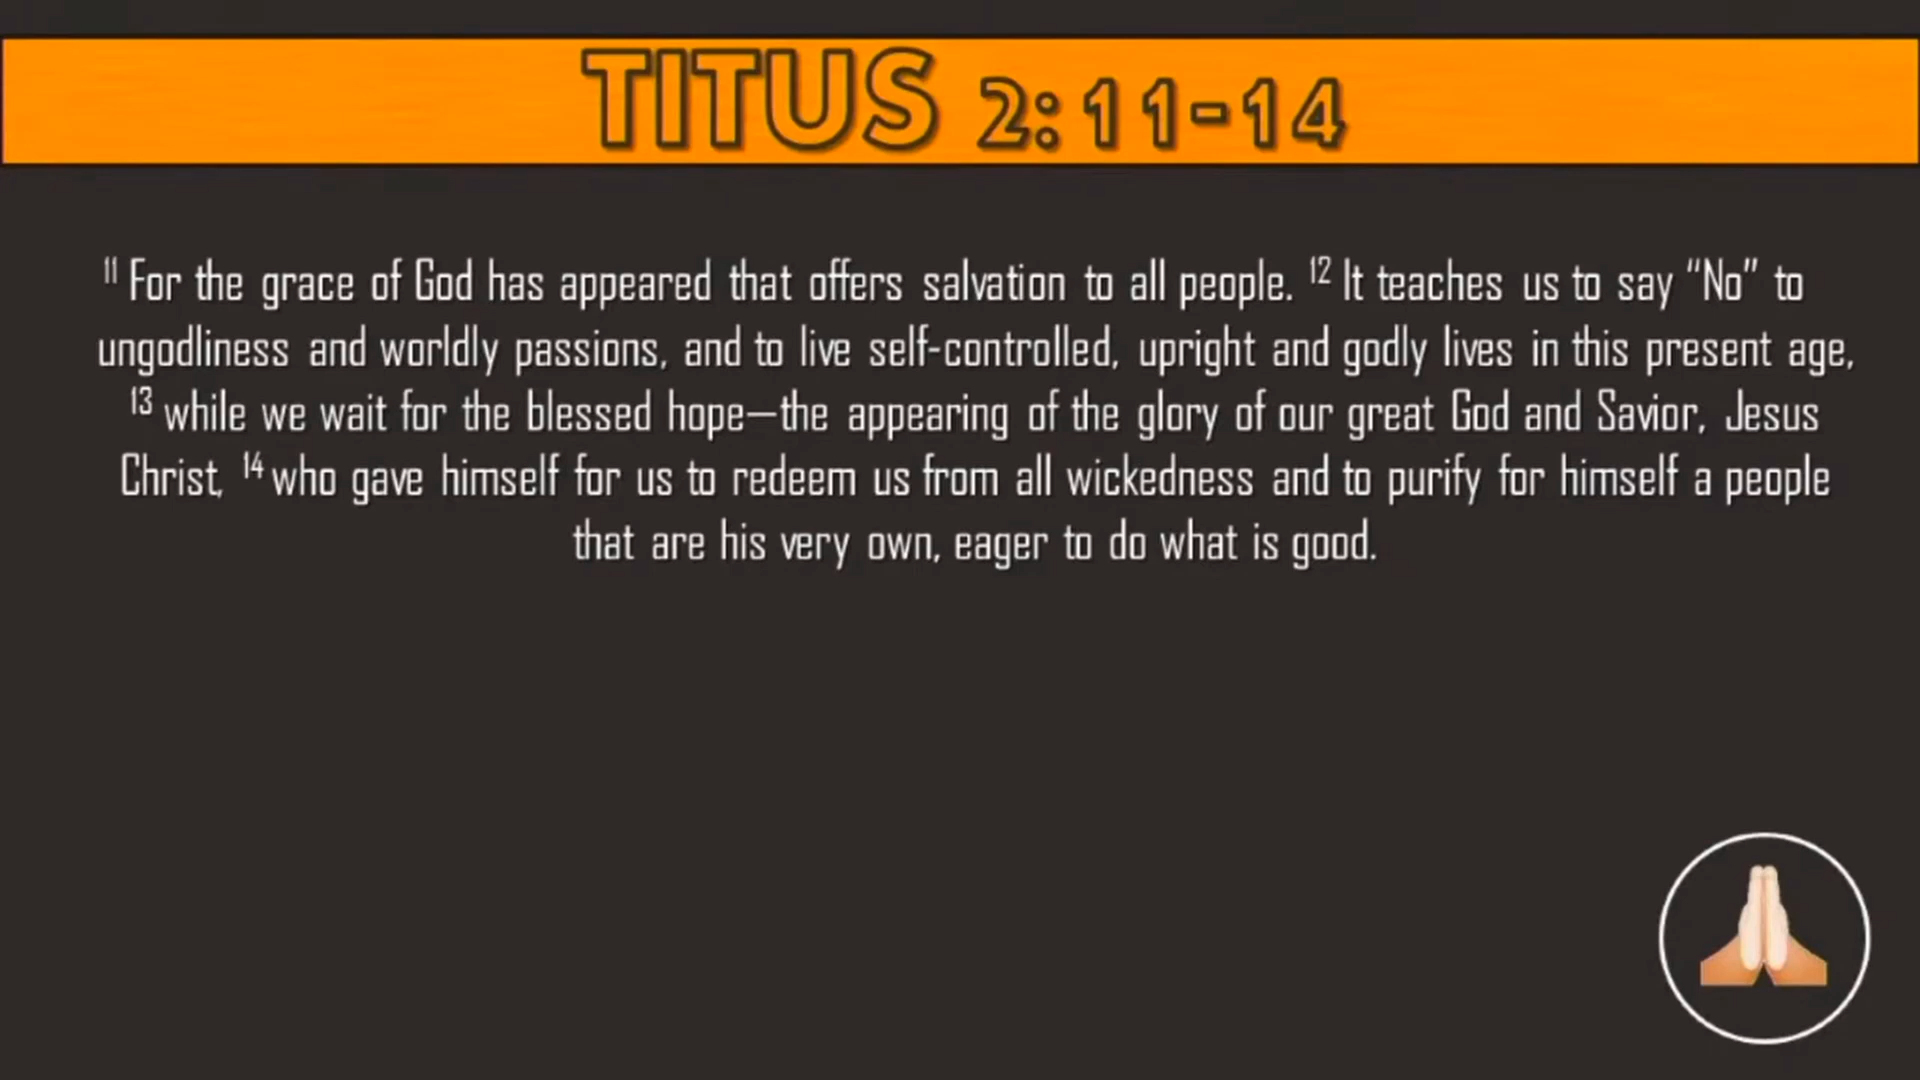 TITUS 2:11-14
11 For the grace of God has appeared that offers salvation to all people. 12 It teaches us to say “No” to
ungodliness and worldly passions, and to live self-controlled, upright and godly lives in this present age,
13 while we wait for the blessed hope—the appearing of the glory of our great God and Savior, Jesus
Christ, 14 who gave himself for us to redeem us from all wickedness and to purify for himself a people
that are his very own, eager to do what is good.